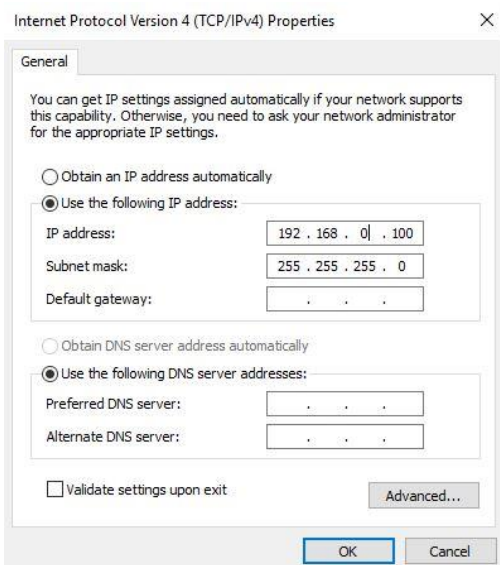 Internet Protocol Version 4 (TCP/IPv4) Properties
General
You can get IP settings assigned automatically if your network supports
this capability. Otherwise, you need to ask your network administrator
for the appropriate IP settings.
Obtain an IP address automatically
Use the following IP address:
IP address: 192 . 168 . 0 . 100
Subnet mask: 255 . 255 . 255 . 0
Default gateway: . . .
Obtain DNS server address automatically
Use the following DNS server addresses:
Preferred DNS server: . . .
Alternate DNS server: . . .
Validate settings upon exit
Advanced...
OK Cancel